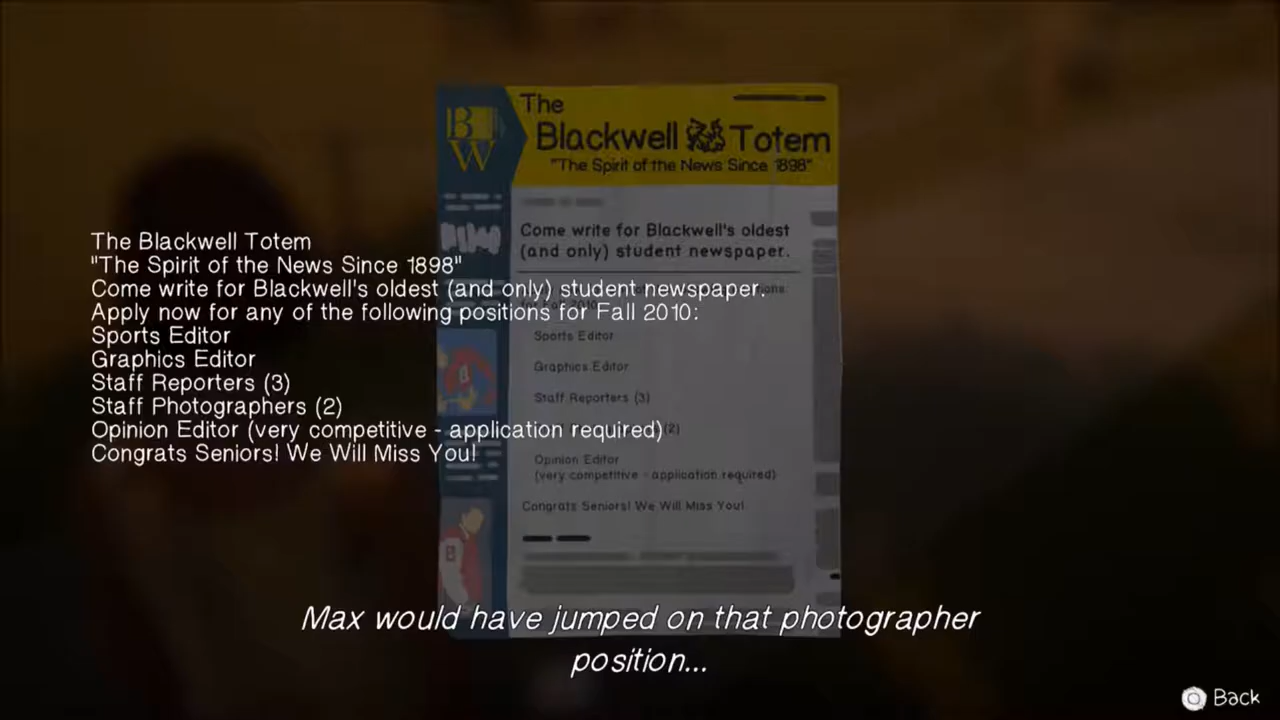 The Blackwell Totem
"The Spirit of the News Since 1898"
Come write for Blackwell's oldest (and only) student newspaper.
Apply now for any of the following positions for Fall 2010:
Sports Editor
Graphics Editor
Staff Reporters (3)
Staff Photographers (2)
Opinion Editor (very competitive - application required)
Congrats Seniors! We Will Miss You!
B
W
The
Blackwell Totem
"The Spirit of the News Since 1898"
Come write for Blackwell's oldest
(and only) student newspaper.
for Fall 2010
Sports Editor
Graphics Editor
Staff Reporters (3)
(2)
Opinion Editor
(very competitive - application required)
Congrats Seniors! We Will Miss You!
B
B
Max would have jumped on that photographer
position...
Back